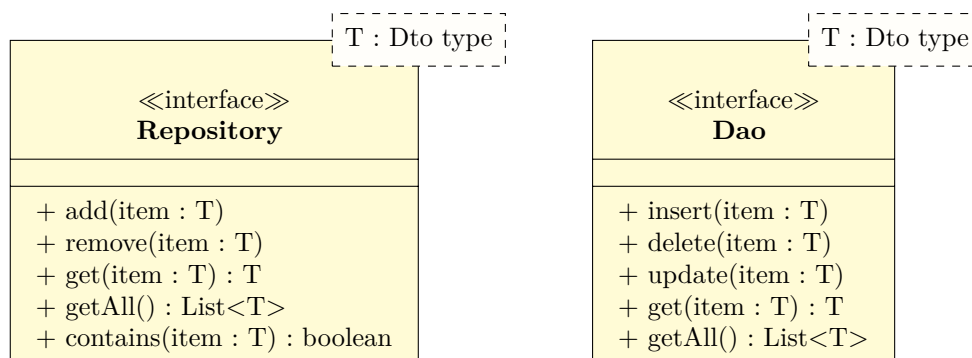 T : Dto type
≪interface≫
Repository
+ add(item : T)
+ remove(item : T)
+ get(item : T) : T
+ getAll() : List<T>
+ contains(item : T) : boolean
T : Dto type
≪interface≫
Dao
+ insert(item : T)
+ delete(item : T)
+ update(item : T)
+ get(item : T) : T
+ getAll() : List<T>